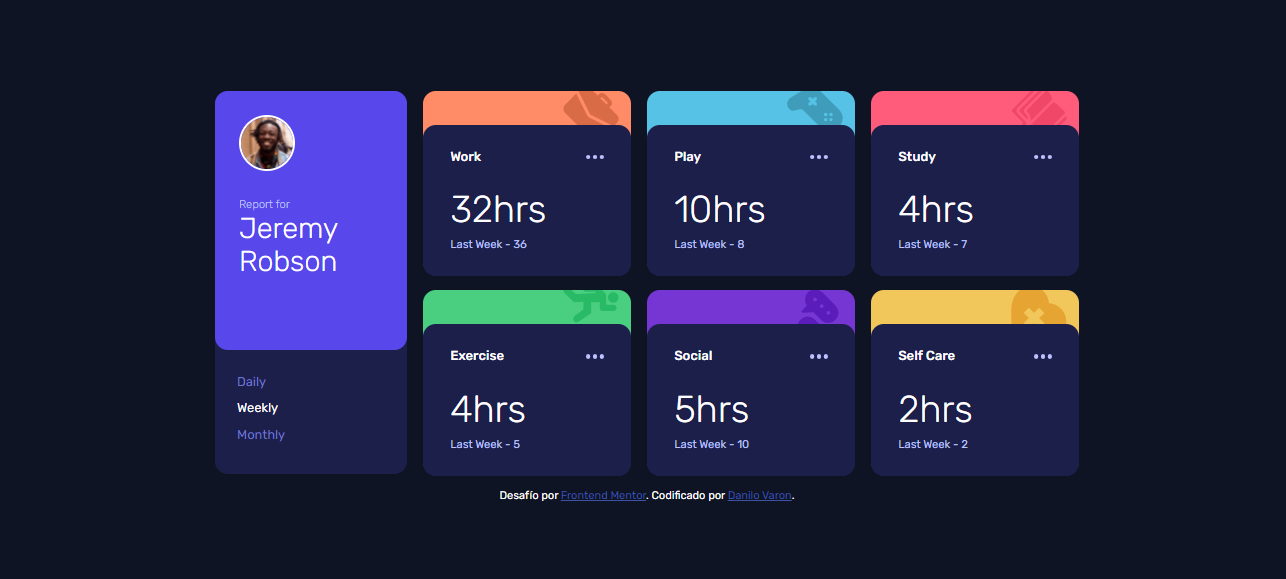 Report for
Jeremy
Robson
Daily
Weekly
Monthly
Work
32hrs
Last Week - 36
Play
10hrs
Last Week - 8
Study
4hrs
Last Week - 7
Exercise
4hrs
Last Week - 5
Social
5hrs
Last Week - 10
Self Care
2hrs
Last Week - 2
Desafío por Frontend Mentor. Codificado por Danilo Varon.